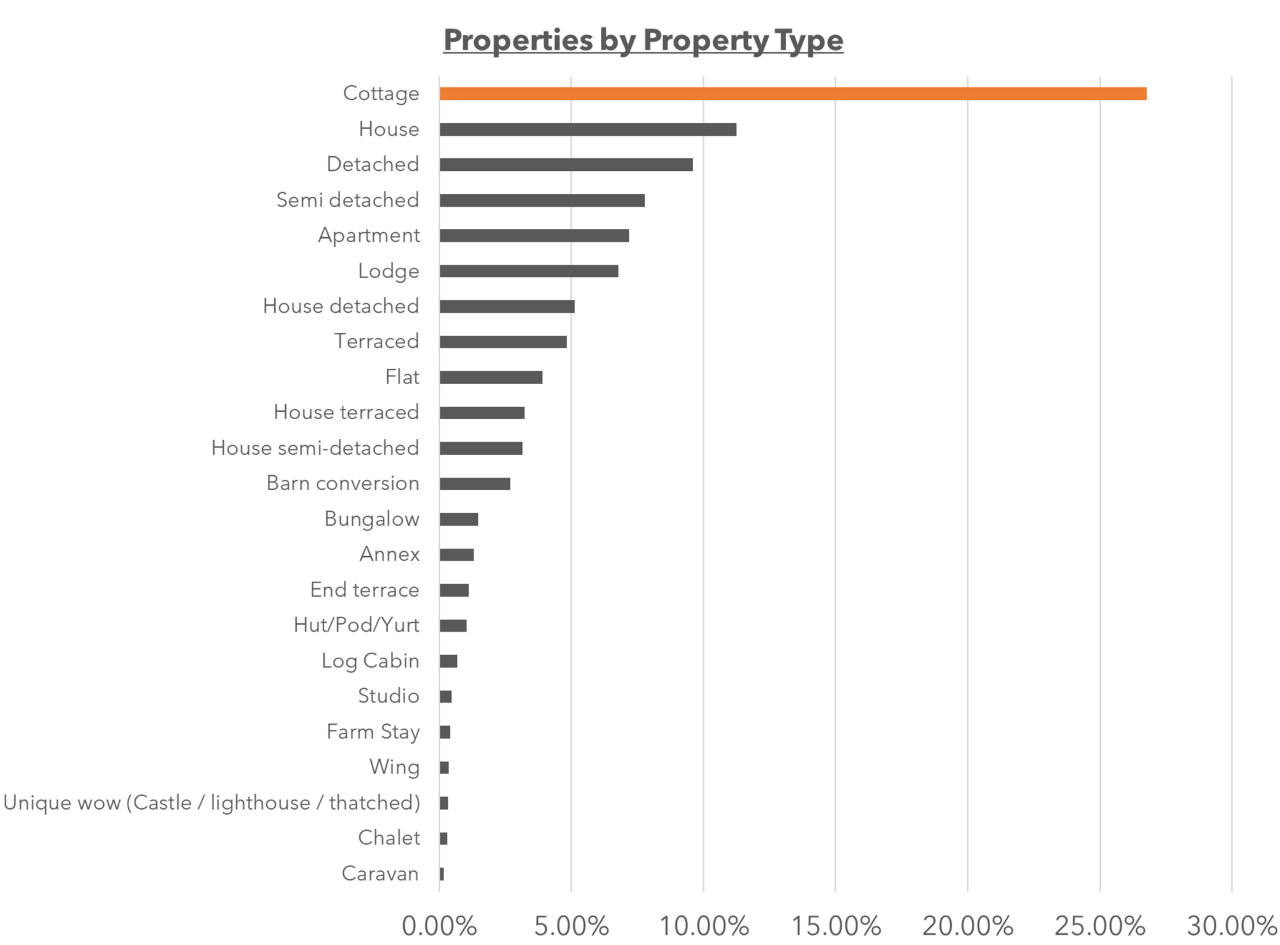 Properties by Property Type
Cottage
House
Detached
Semi detached
Apartment
Lodge
House detached
Terraced
Flat
House terraced
House semi-detached
Barn conversion
Bungalow
Annex
End terrace
Hut/Pod/Yurt
Log Cabin
Studio
Farm Stay
Wing
Unique wow (Castle / lighthouse / thatched)
Chalet
Caravan
0.00% 5.00% 10.00% 15.00% 20.00% 25.00% 30.00%